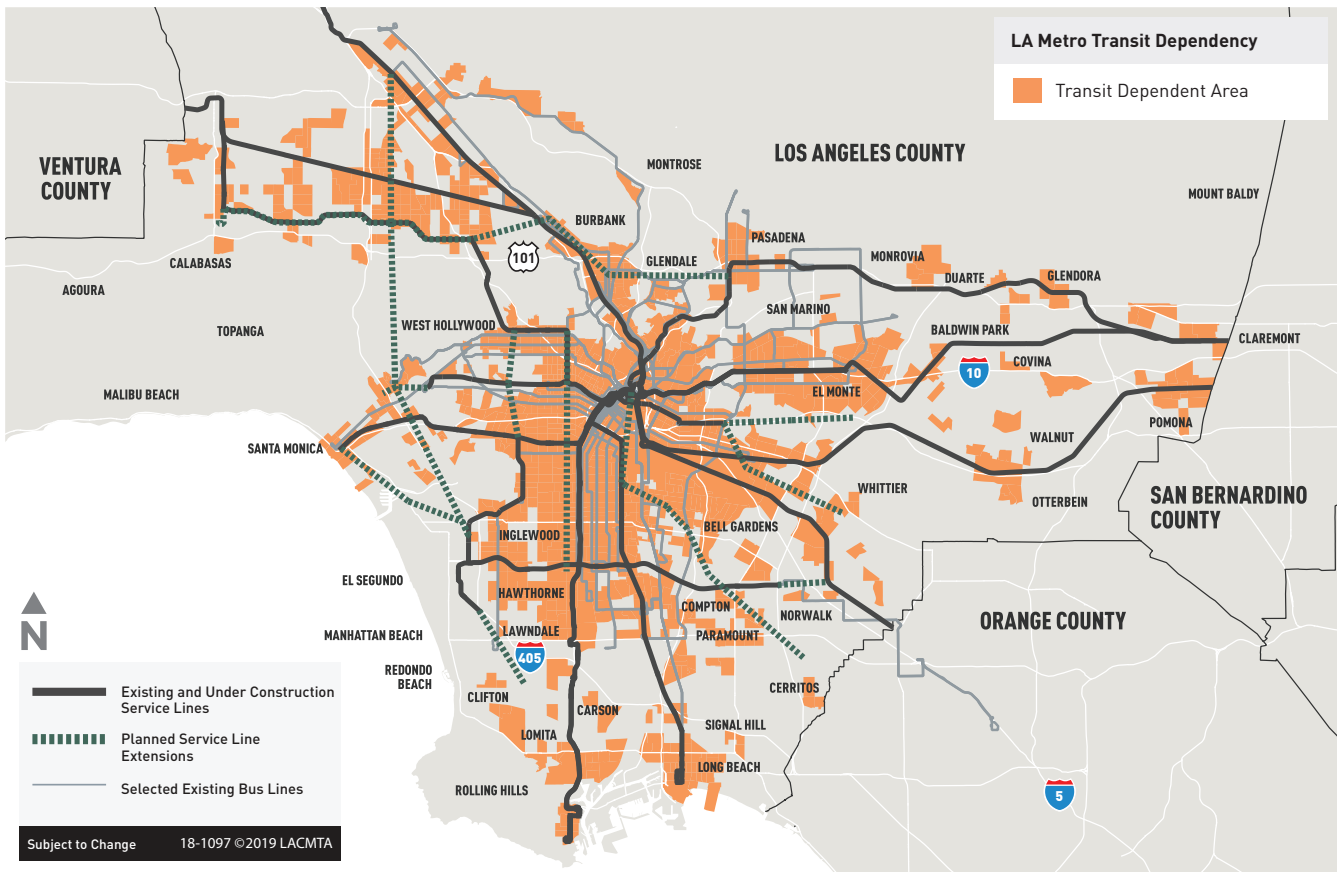 LA Metro Transit Dependency
Transit Dependent Area
VENTURA
COUNTY
LOS ANGELES COUNTY
MONTROSE
MOUNT BALDY
BURBANK
101
PASADENA
CALABASAS
GLENDALE
MONROVIA
DUARTE
GLENDORA
AGOURA
SAN MARINO
TOPANGA
WEST HOLLYWOOD
BALDWIN PARK
CLAREMONT
COVINA
10
MALIBU BEACH
EL MONTE
POMONA
SANTA MONICA
WALNUT
WHITTIER
OTTERBEIN
SAN BERNARDINO
COUNTY
BELL GARDENS
INGLEWOOD
EL SEGUNDO
HAWTHORNE
COMPTON
NORWALK
ORANGE COUNTY
N
MANHATTAN BEACH
LAWNDALE
PARAMOUNT
405
REDONDO
BEACH
CERRITOS
CLIFTON
CARSON
SIGNAL HILL
LOMITA
LONG BEACH
ROLLING HILLS
5
Existing and Under Construction
Service Lines
Planned Service Line
Extensions
Selected Existing Bus Lines
Subject to Change 18-1097 ©2019 LACMTA